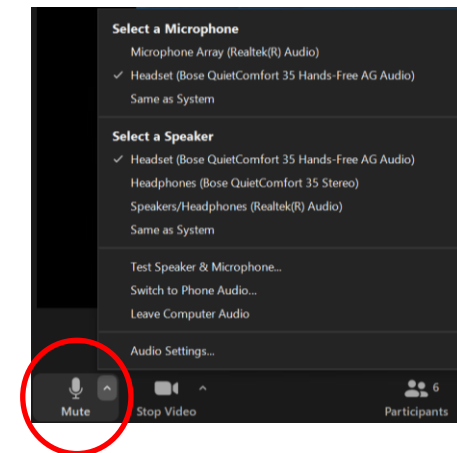 Select a Microphone
Microphone Array (Realtek(R) Audio)
Headset (Bose QuietComfort 35 Hands-Free AG Audio)
Same as System
Select a Speaker
Headset (Bose QuietComfort 35 Hands-Free AG Audio)
Headphones (Bose QuietComfort 35 Stereo)
Speakers/Headphones (Realtek(R) Audio)
Same as System
Test Speaker & Microphone...
Switch to Phone Audio...
Leave Computer Audio
Audio Settings...
6
Mute Stop Video Participants